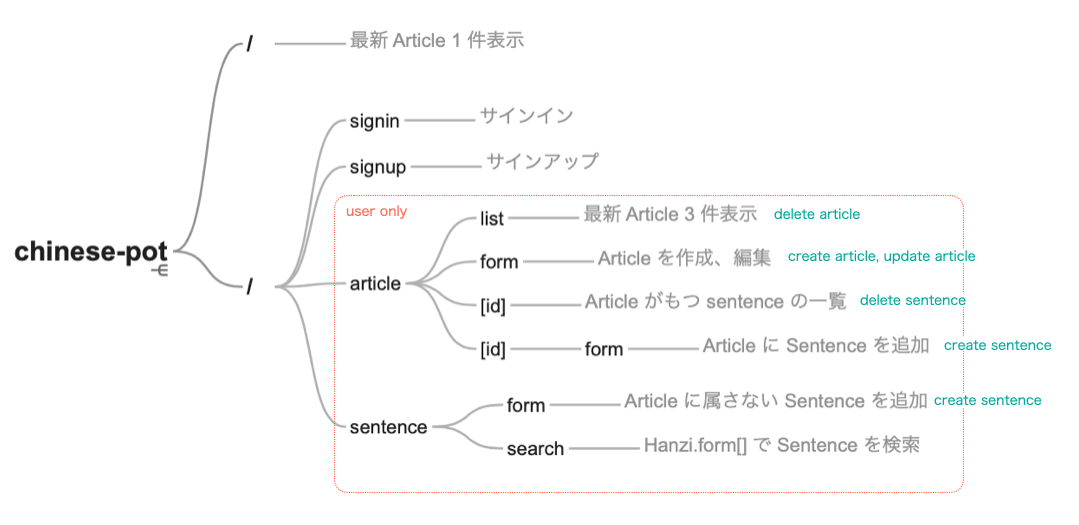 / 最新 Article 1 件表示
signin サインイン
signup サインアップ
user only
list 最新 Article 3 件表示 delete article
chinese-pot
form Article を作成、編集 create article, update article
/ article
[id] Article がもつ sentence の一覧 delete sentence
[id] form Article に Sentence を追加 create sentence
form Article に属さない Sentence を追加 create sentence
sentence
search Hanzi.form[] で Sentence を検索